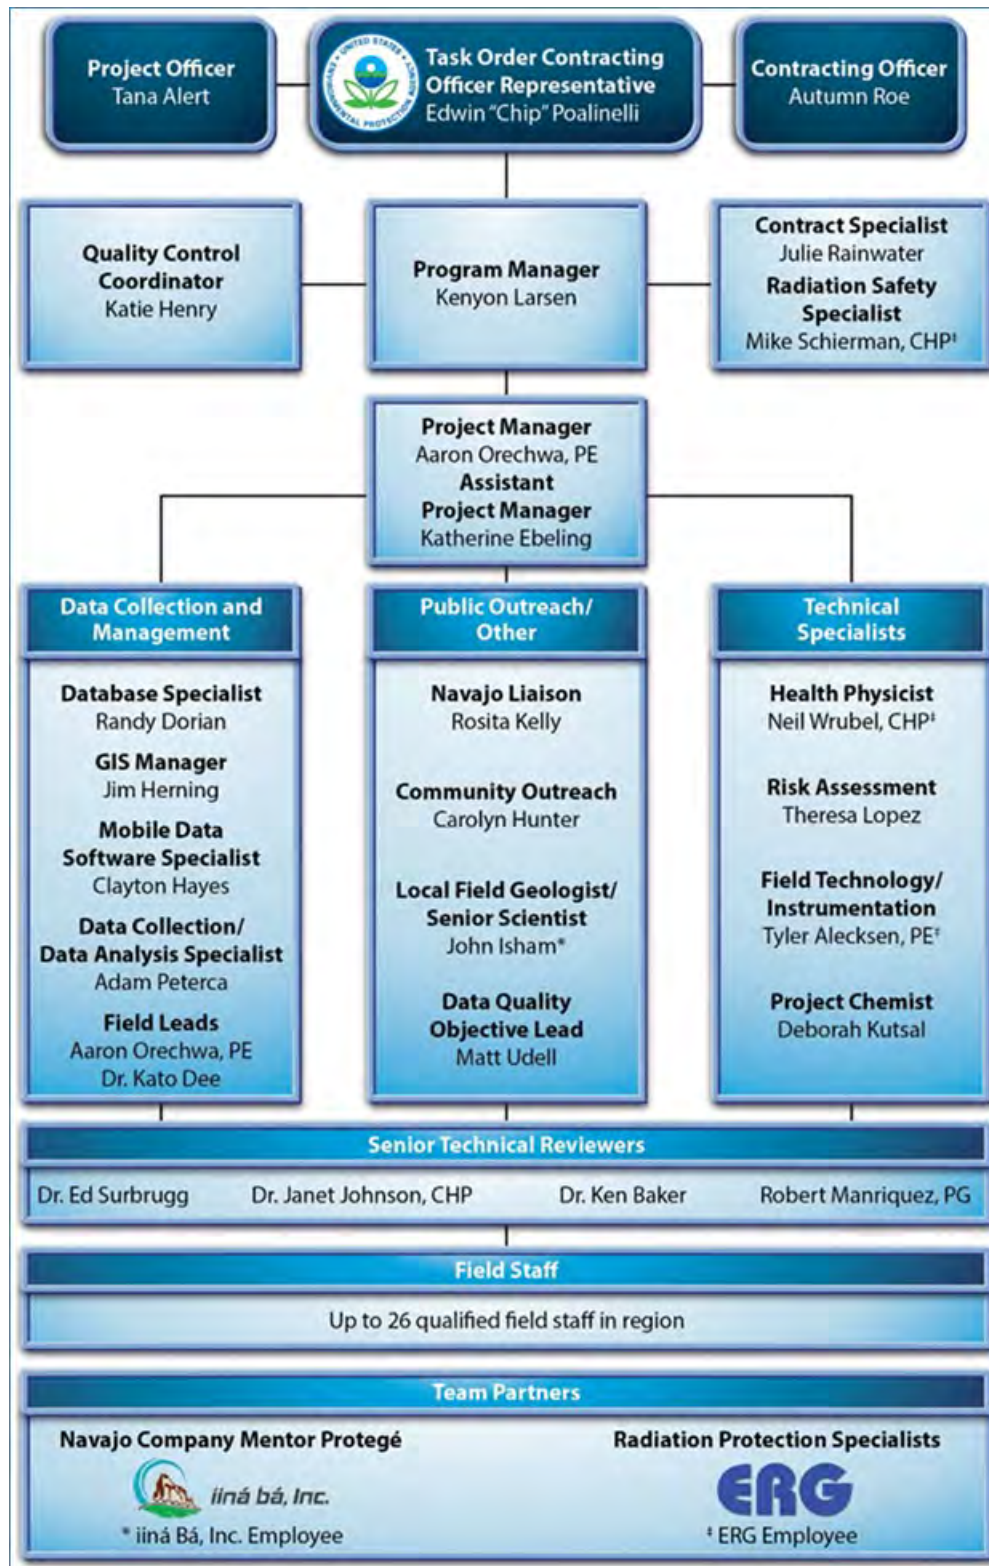 Project Officer
Tana Alert
UNITED STATES
ENVIRONMENTAL PROTECTION AGENCY
Task Order Contracting
Officer Representative
Edwin “Chip” Poalinelli
Contracting Officer
Autumn Roe
Quality Control
Coordinator
Katie Henry
Program Manager
Kenyon Larsen
Contract Specialist
Julie Rainwater
Radiation Safety
Specialist
Mike Schierman, CHP‡
Project Manager
Aaron Orechwa, PE
Assistant
Project Manager
Katherine Ebeling
Data Collection and
Management
Database Specialist
Randy Dorian
GIS Manager
Jim Herning
Mobile Data
Software Specialist
Clayton Hayes
Data Collection/
Data Analysis Specialist
Adam Peterca
Field Leads
Aaron Orechwa, PE
Dr. Kato Dee
Public Outreach/
Other
Navajo Liaison
Rosita Kelly
Community Outreach
Carolyn Hunter
Local Field Geologist/
Senior Scientist
John Isham*
Data Quality
Objective Lead
Matt Udell
Technical
Specialists
Health Physicist
Neil Wrubel, CHP‡
Risk Assessment
Theresa Lopez
Field Technology/
Instrumentation
Tyler Alecksen, PE‡
Project Chemist
Deborah Kutsal
Senior Technical Reviewers
Dr. Ed Surbrugg Dr. Janet Johnson, CHP Dr. Ken Baker Robert Manriquez, PG
Field Staff
Up to 26 qualified field staff in region
Team Partners
Navajo Company Mentor Protegé
iiná bá, Inc.
* iiná Bá, Inc. Employee
Radiation Protection Specialists
ERG
‡ ERG Employee